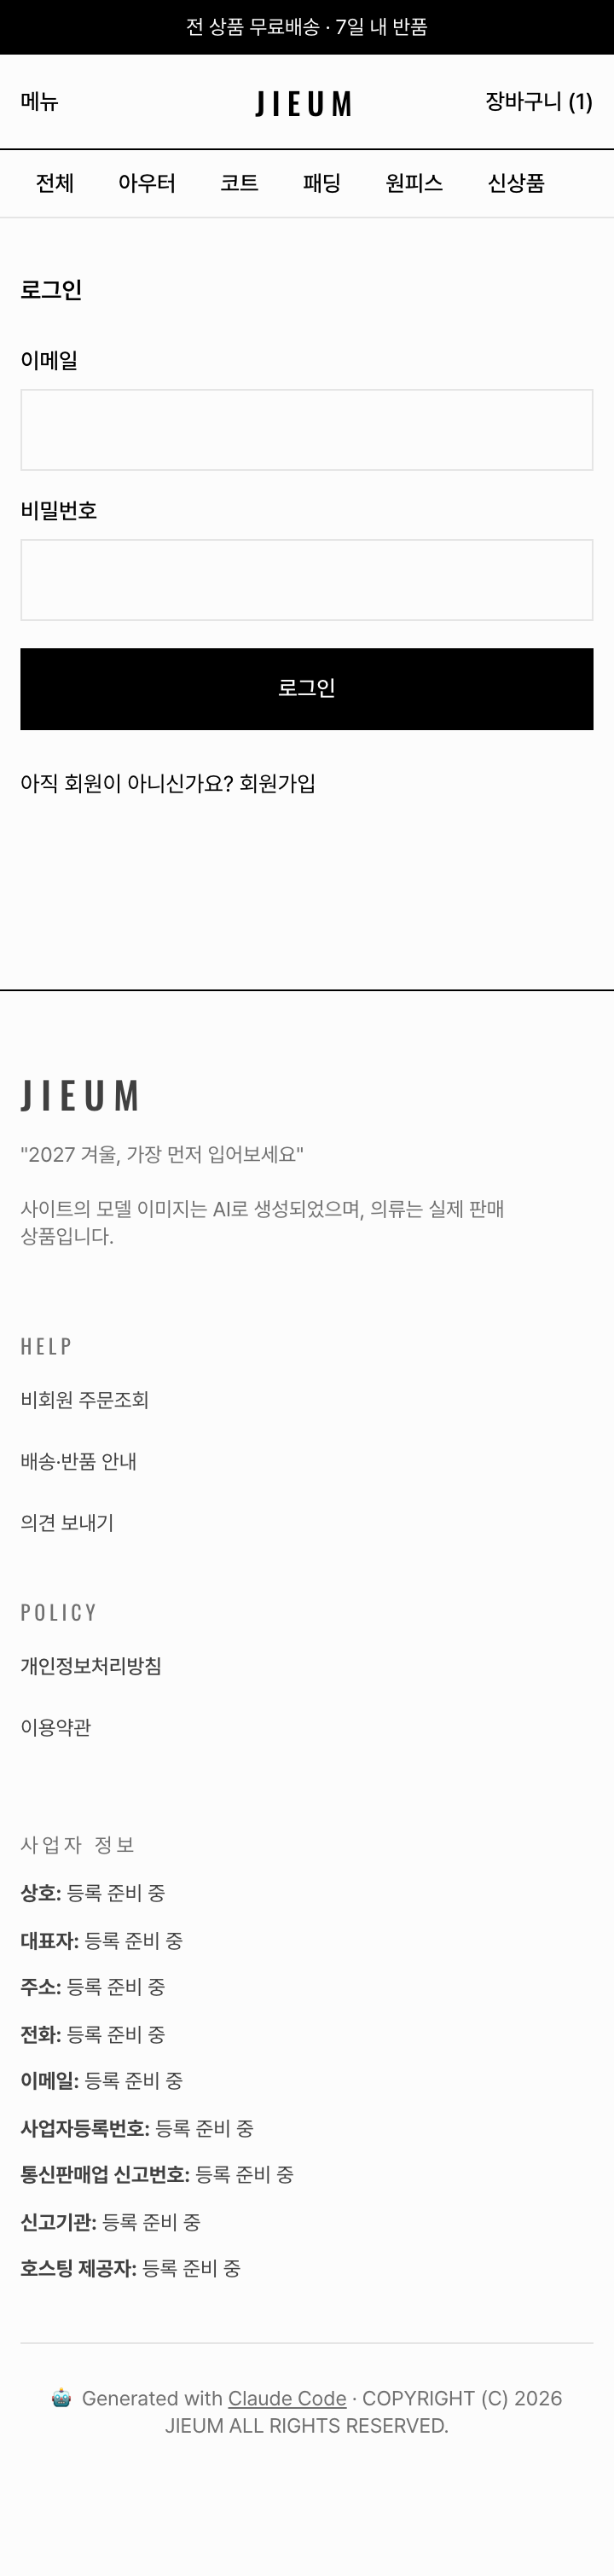 전 상품 무료배송 · 7일 내 반품
메뉴
JIEUM
장바구니 (1)
전체 아우터 코트 패딩 원피스 신상품
로그인
이메일
비밀번호
로그인
아직 회원이 아니신가요? 회원가입
JIEUM
"2027 겨울, 가장 먼저 입어보세요"
사이트의 모델 이미지는 AI로 생성되었으며, 의류는 실제 판매
상품입니다.
HELP
비회원 주문조회
배송·반품 안내
의견 보내기
POLICY
개인정보처리방침
이용약관
사업자 정보
상호: 등록 준비 중
대표자: 등록 준비 중
주소: 등록 준비 중
전화: 등록 준비 중
이메일: 등록 준비 중
사업자등록번호: 등록 준비 중
통신판매업 신고번호: 등록 준비 중
신고기관: 등록 준비 중
호스팅 제공자: 등록 준비 중
🤖 Generated with Claude Code · COPYRIGHT (C) 2026
JIEUM ALL RIGHTS RESERVED.